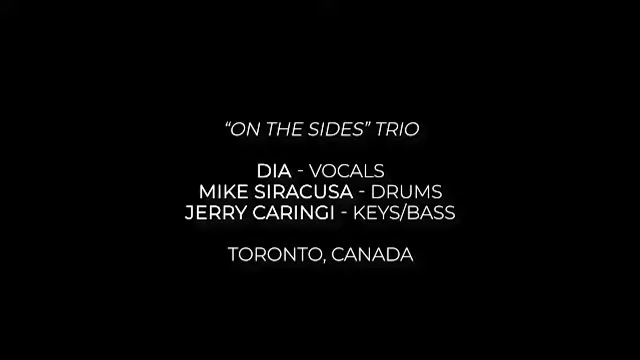 “ON THE SIDES” TRIO
DIA - VOCALS
MIKE SIRACUSA - DRUMS
JERRY CARINGI - KEYS/BASS
TORONTO, CANADA